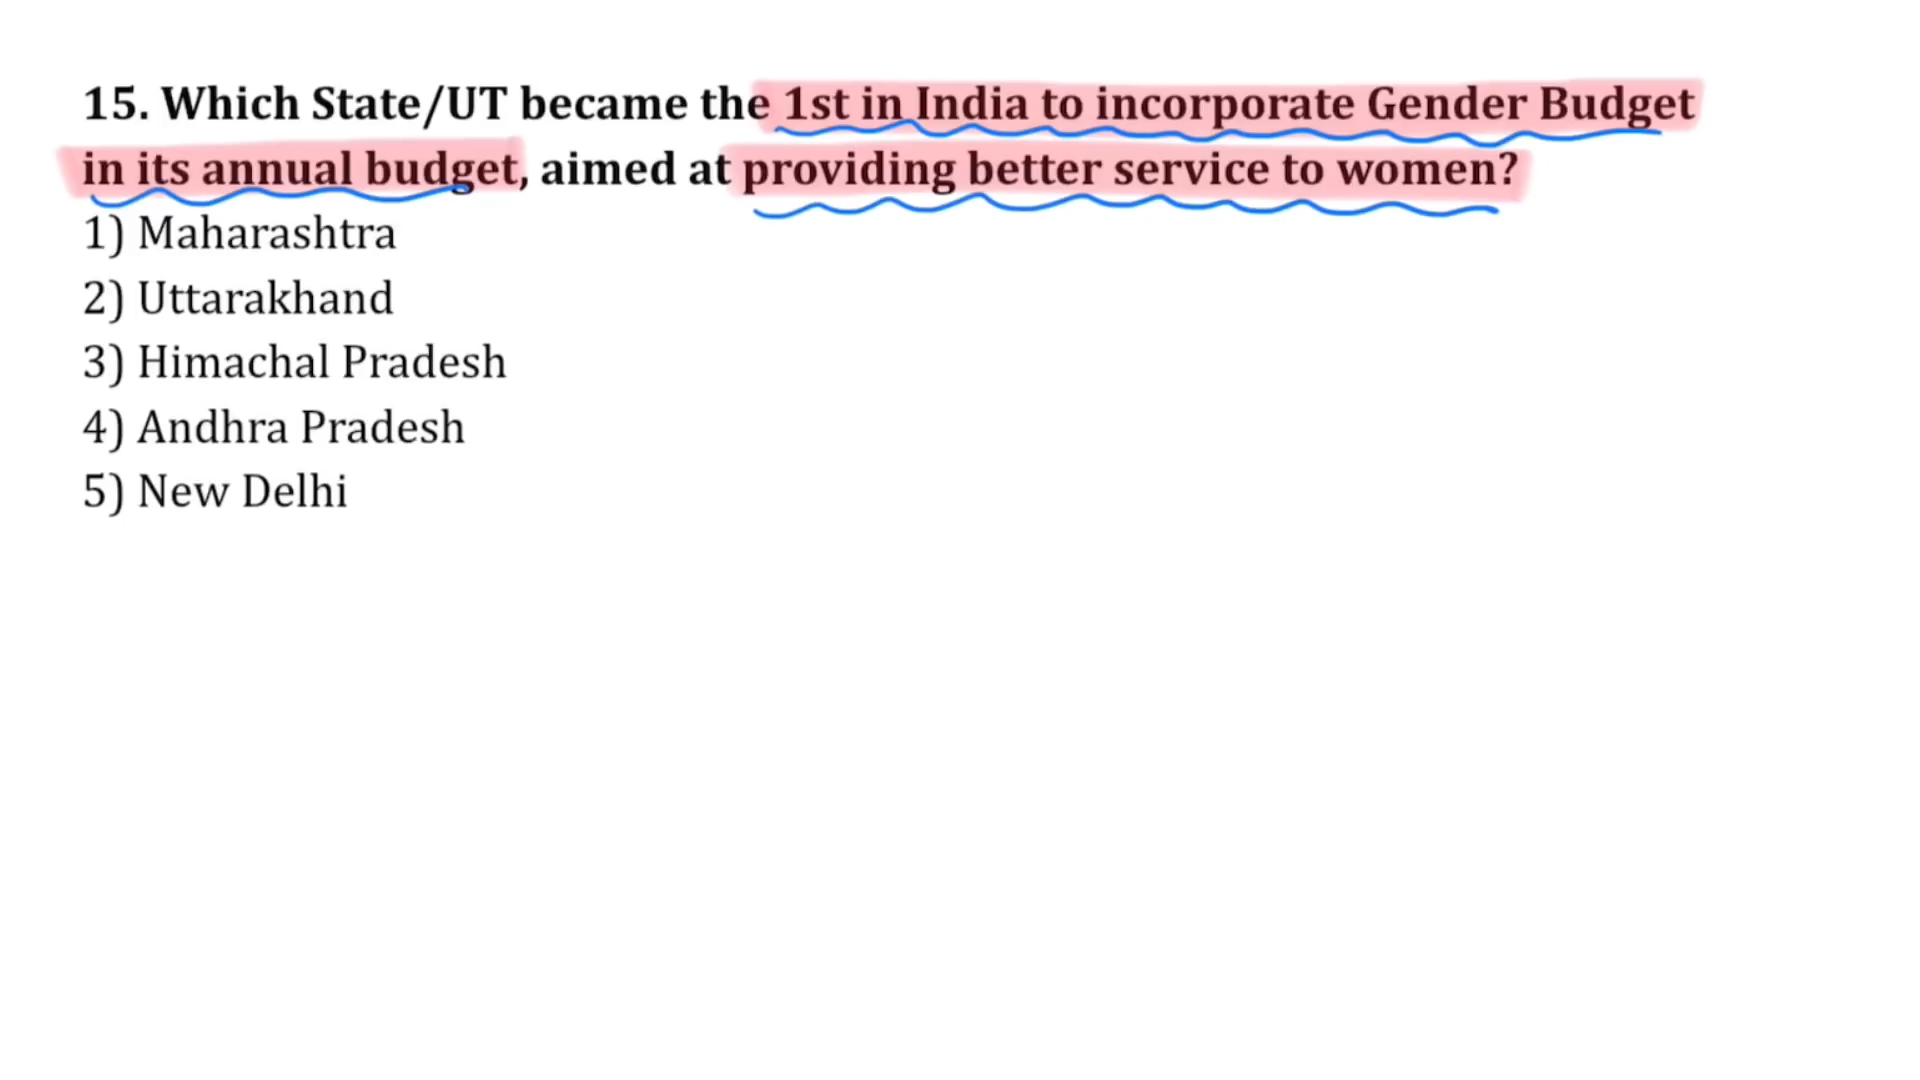 15. Which State/UT became the 1st in India to incorporate Gender Budget
in its annual budget, aimed at providing better service to women?
1) Maharashtra
2) Uttarakhand
3) Himachal Pradesh
4) Andhra Pradesh
5) New Delhi